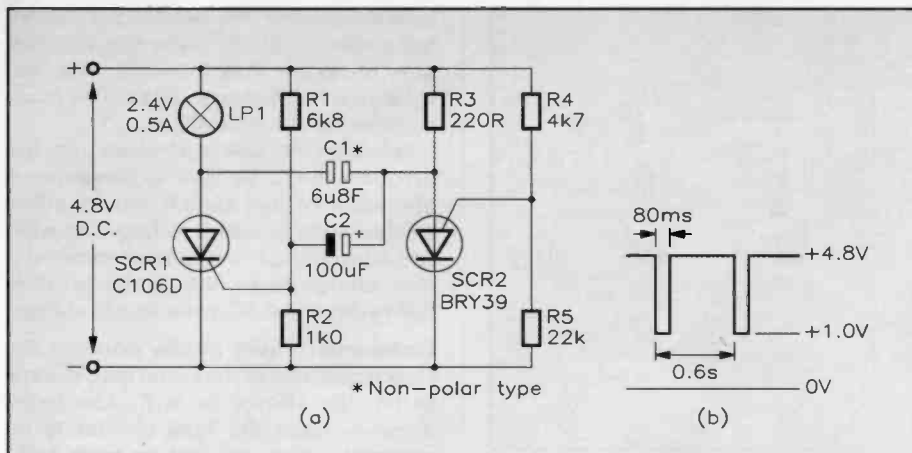 +
2.4V
0.5A
LP1
R1
6k8
R3
220R
R4
4k7
C1*
6u8F
4.8V
D.C.
C2
+
100uF
SCR1
C106D
SCR2
BRY39
R2
1k0
R5
22k
–
*Non-polar type
(a)
80ms
+4.8V
+1.0V
0.6s
0V
(b)